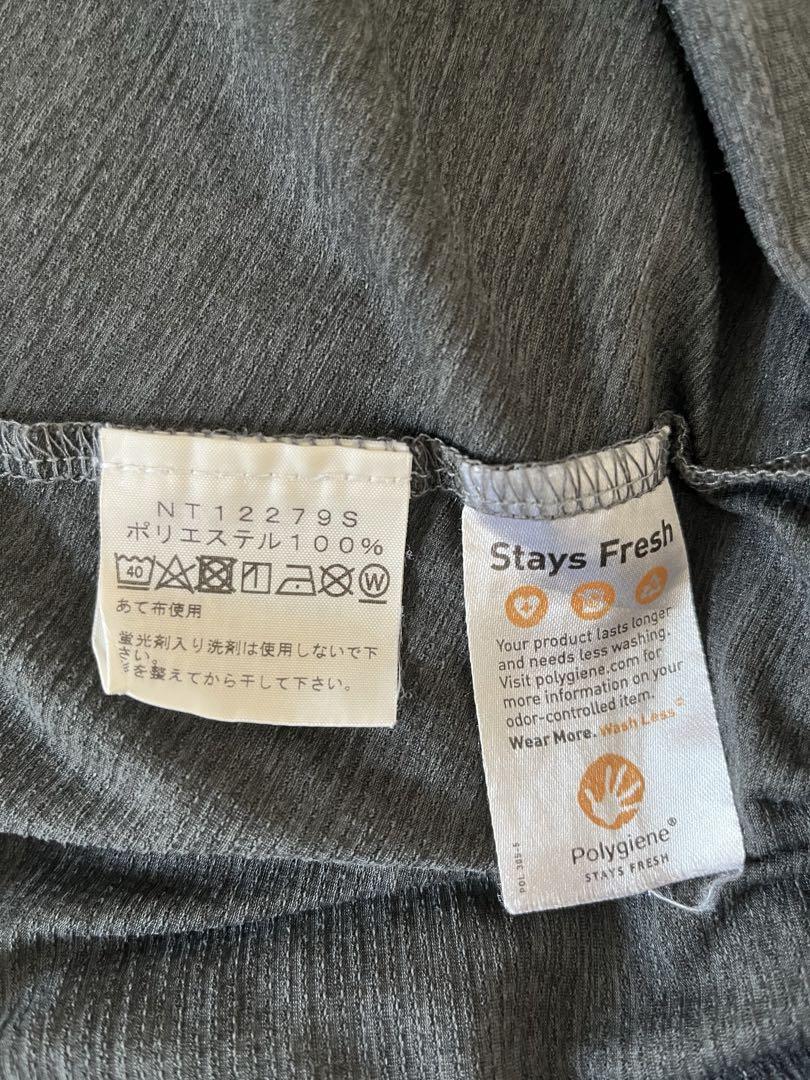 NT12279S
ポリエステル100%
40
W
あて布使用
蛍光剤入り洗剤は使用しないで下
さい。
を整えてから干して下さい。
Stays Fresh
Your product lasts longer
and needs less washing.
Visit polygiene.com for
more information on your
odor-controlled item.
Wear More. Wash Less
Polygiene®
STAYS FRESH
POL 305-5